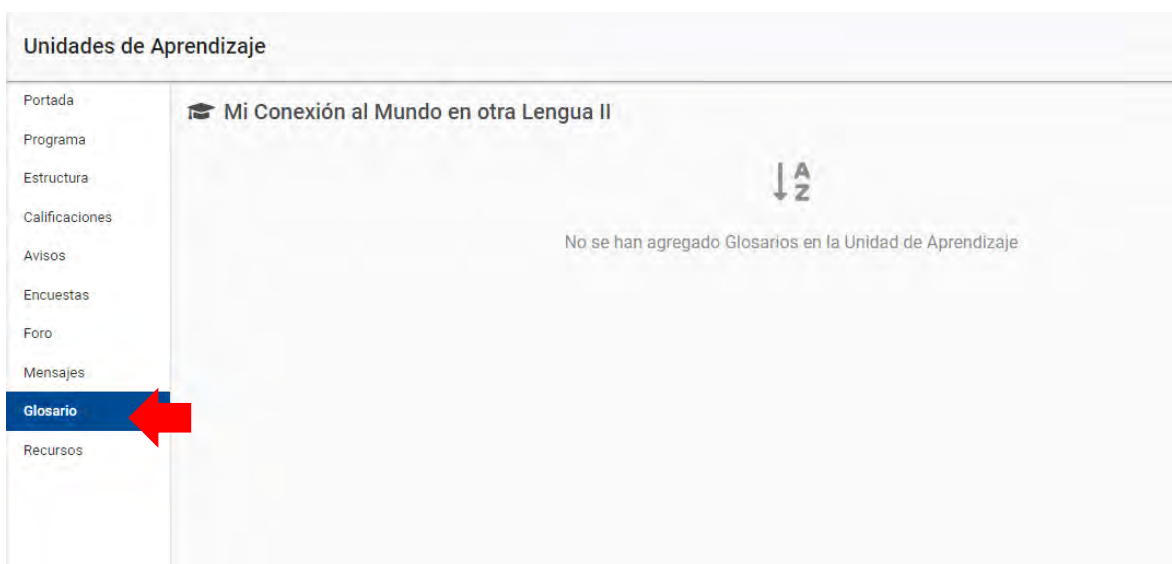 Unidades de Aprendizaje
Portada
Programa
Estructura
Calificaciones
Avisos
Encuestas
Foro
Mensajes
Glosario
Recursos
Mi Conexión al Mundo en otra Lengua II
A
Z
No se han agregado Glosarios en la Unidad de Aprendizaje